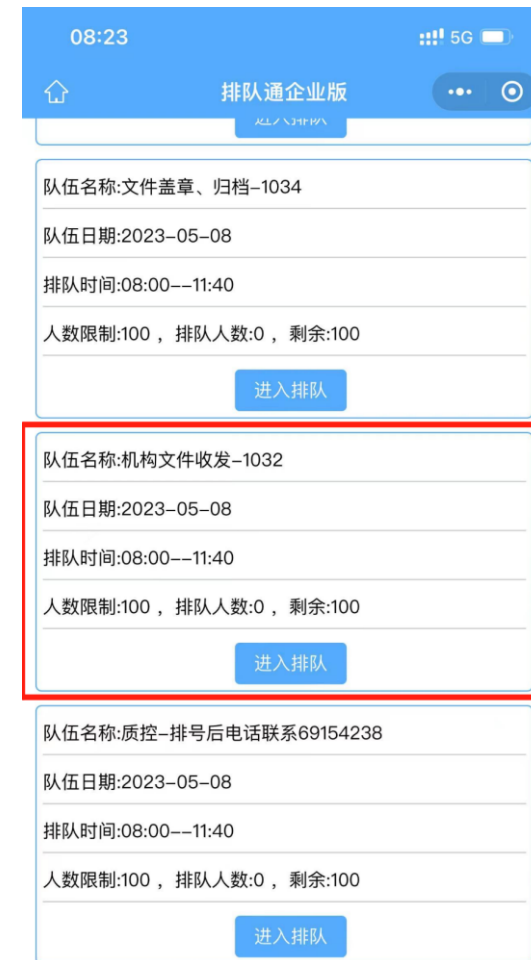 08:23
5G
排队通企业版
进入排队
队伍名称:文件盖章、归档–1034
队伍日期:2023–05–08
排队时间:08:00––11:40
人数限制:100 ，排队人数:0 ，剩余:100
进入排队
队伍名称:机构文件收发–1032
队伍日期:2023–05–08
排队时间:08:00––11:40
人数限制:100 ，排队人数:0 ，剩余:100
进入排队
队伍名称:质控–排号后电话联系69154238
队伍日期:2023–05–08
排队时间:08:00––11:40
人数限制:100 ，排队人数:0 ，剩余:100
进入排队